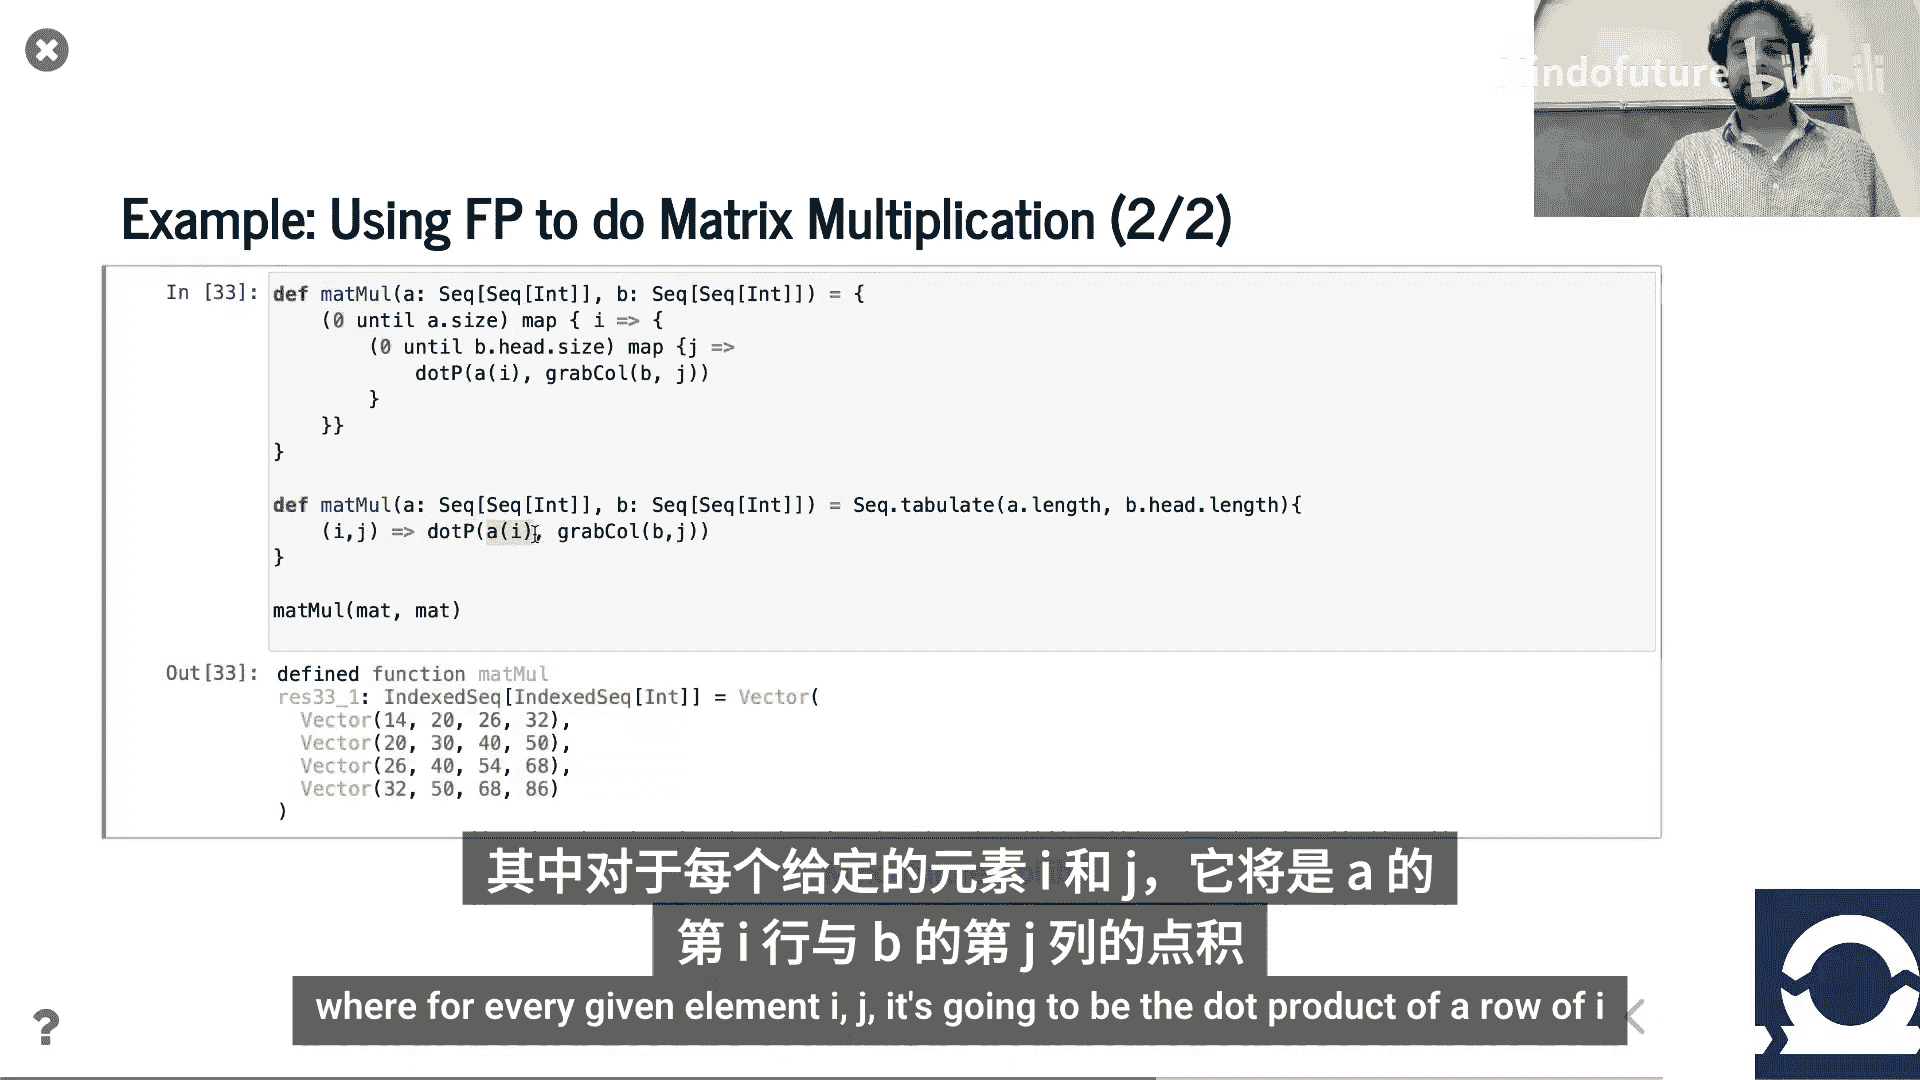 indofuture bilibili
Example: Using FP to do Matrix Multiplication (2/2)
In [33]:
def matMul(a: Seq[Seq[Int]], b: Seq[Seq[Int]]) = {
(0 until a.size) map { i => {
(0 until b.head.size) map {j =>
dotP(a(i), grabCol(b, j))
}
}}
}
def matMul(a: Seq[Seq[Int]], b: Seq[Seq[Int]]) = Seq.tabulate(a.length, b.head.length){
(i,j) => dotP(a(i), grabCol(b,j))
}
matMul(mat, mat)
Out[33]:
defined function matMul
res33_1: IndexedSeq[IndexedSeq[Int]] = Vector(
Vector(14, 20, 26, 32),
Vector(20, 30, 40, 50),
Vector(26, 40, 54, 68),
Vector(32, 50, 68, 86)
)
其中对于每个给定的元素 i 和 j，它将是 a 的
第 i 行与 b 的第 j 列的点积
where for every given element i, j, it's going to be the dot product of a row of i
?